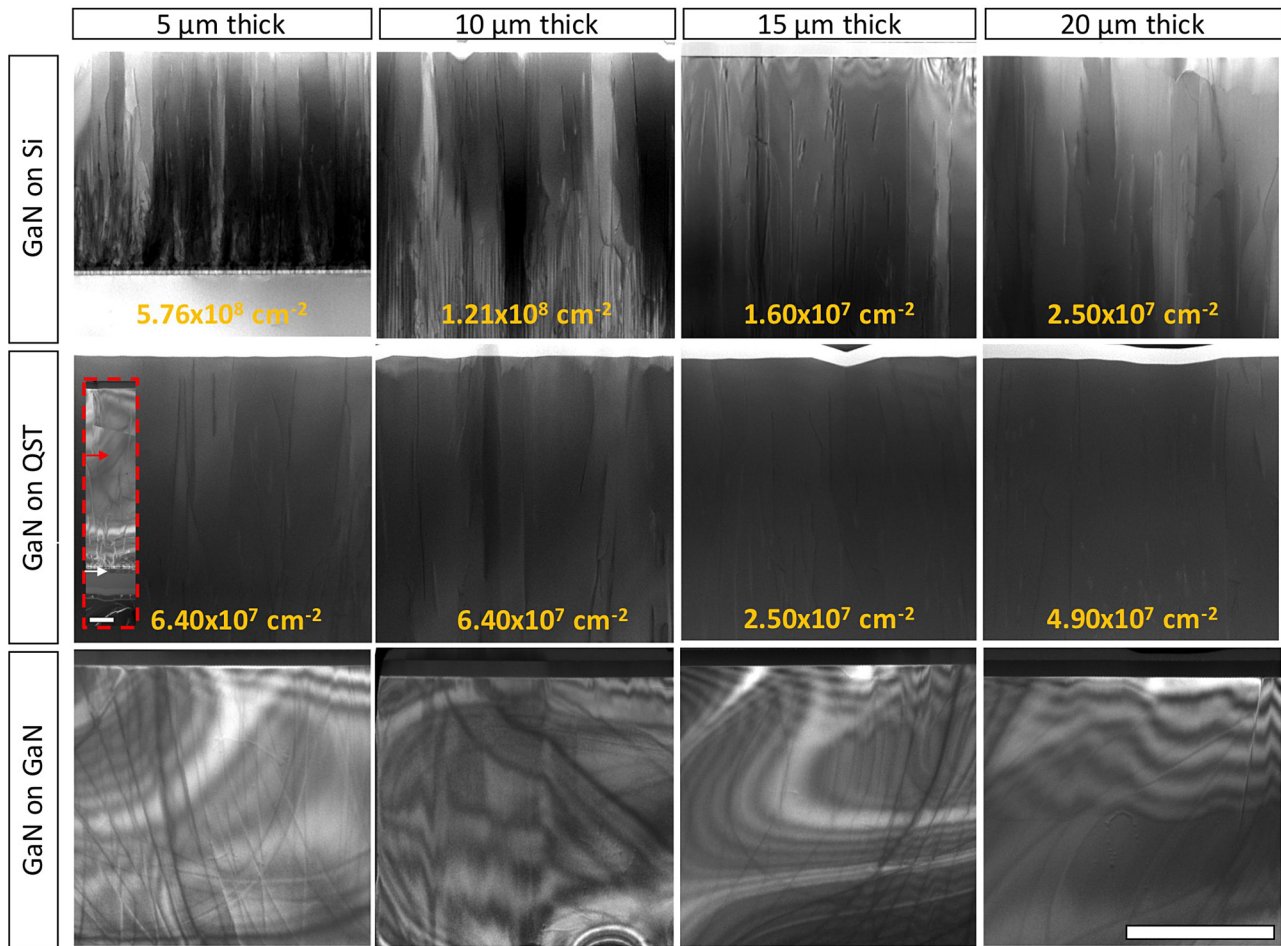 5 µm thick
10 µm thick
15 µm thick
20 µm thick
GaN on Si
5.76x10⁸ cm⁻²
1.21x10⁸ cm⁻²
1.60x10⁷ cm⁻²
2.50x10⁷ cm⁻²
GaN on QST
6.40x10⁷ cm⁻²
6.40x10⁷ cm⁻²
2.50x10⁷ cm⁻²
4.90x10⁷ cm⁻²
GaN on GaN